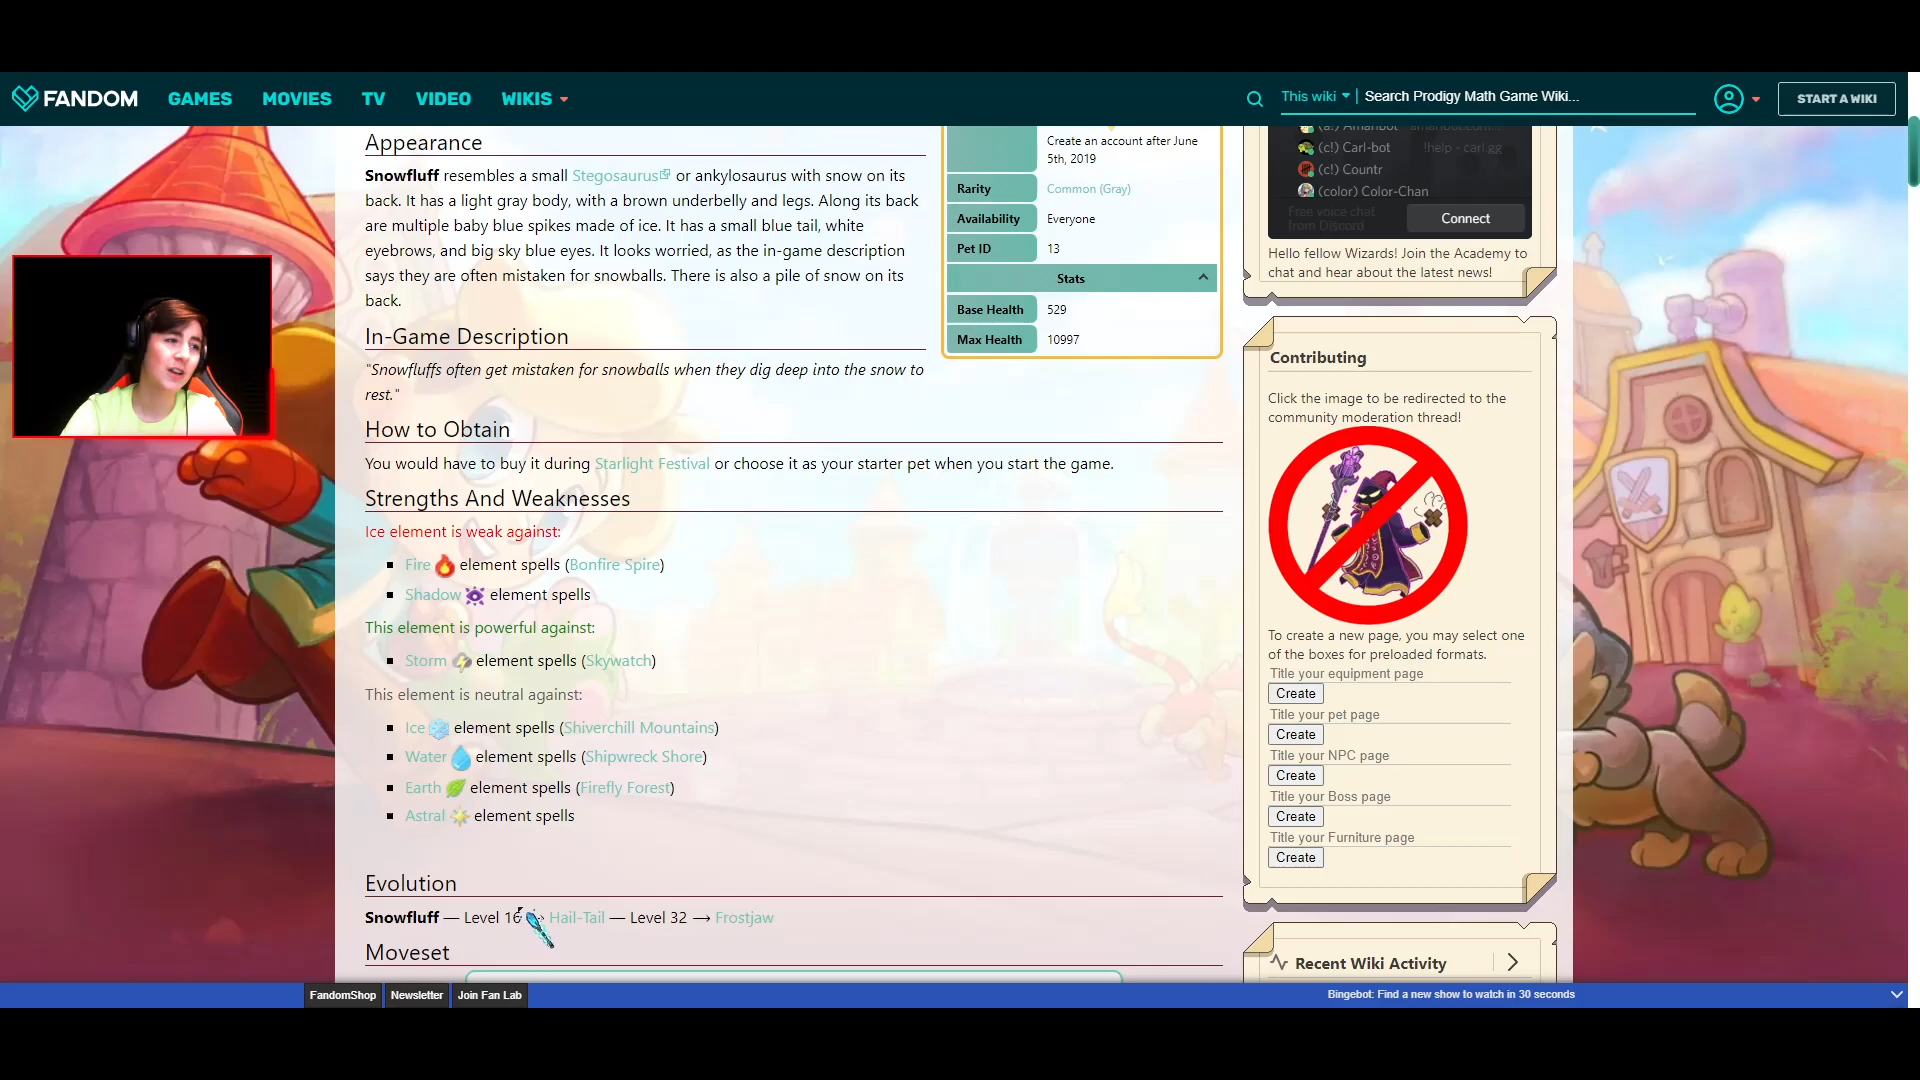 FANDOM
GAMES
MOVIES
TV
VIDEO
WIKIS
This wiki
Search Prodigy Math Game Wiki...
START A WIKI
Appearance
Snowfluff resembles a small Stegosaurus or ankylosaurus with snow on its
back. It has a light gray body, with a brown underbelly and legs. Along its back
are multiple baby blue spikes made of ice. It has a small blue tail, white
eyebrows, and big sky blue eyes. It looks worried, as the in-game description
says they are often mistaken for snowballs. There is also a pile of snow on its
back.
In-Game Description
"Snowfluffs often get mistaken for snowballs when they dig deep into the snow to
rest."
How to Obtain
You would have to buy it during Starlight Festival or choose it as your starter pet when you start the game.
Strengths And Weaknesses
Ice element is weak against:
Fire element spells (Bonfire Spire)
Shadow element spells
This element is powerful against:
Storm element spells (Skywatch)
This element is neutral against:
Ice element spells (Shiverchill Mountains)
Water element spells (Shipwreck Shore)
Earth element spells (Firefly Forest)
Astral element spells
Evolution
Snowfluff — Level 16 Hail-Tail — Level 32 → Frostjaw
Moveset
Create an account after June
5th, 2019
Rarity Common (Gray)
Availability Everyone
Pet ID 13
Stats
Base Health 529
Max Health 10997
(c!) Carl-bot !help - carl.gg
(c!) Countr
(color) Color-Chan
Free voice chat
from Discord
Connect
Hello fellow Wizards! Join the Academy to
chat and hear about the latest news!
Contributing
Click the image to be redirected to the
community moderation thread!
To create a new page, you may select one
of the boxes for preloaded formats.
Title your equipment page
Create
Title your pet page
Create
Title your NPC page
Create
Title your Boss page
Create
Title your Furniture page
Create
Recent Wiki Activity
FandomShop
Newsletter
Join Fan Lab
Bingebot: Find a new show to watch in 30 seconds